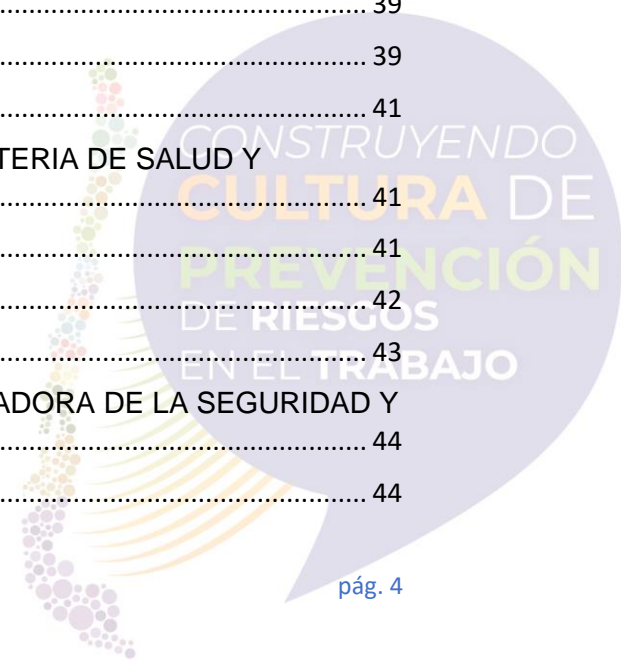 39
39
41
TERIA DE SALUD Y
41
41
42
43
ADORA DE LA SEGURIDAD Y
44
44
CONSTRUYENDO
CULTURA DE
PREVENCIÓN
DE RIESGOS
EN EL TRABAJO
pág. 4